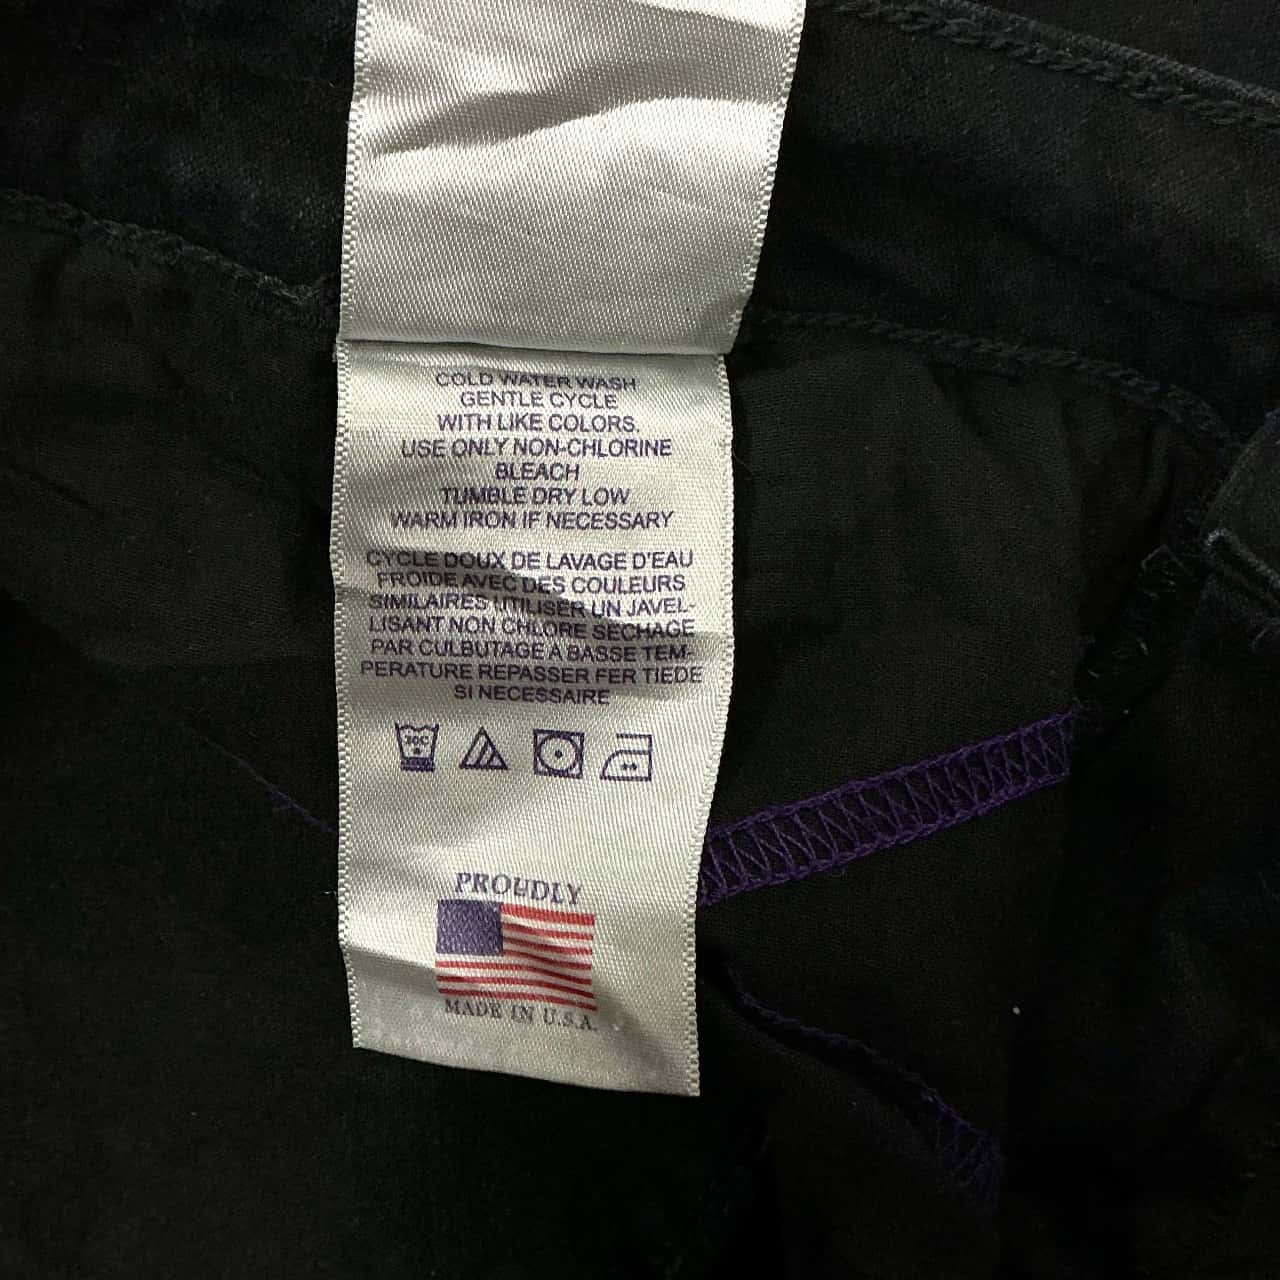 COLD WATER WASH
GENTLE CYCLE
WITH LIKE COLORS.
USE ONLY NON-CHLORINE
BLEACH
TUMBLE DRY LOW
WARM IRON IF NECESSARY
CYCLE DOUX DE LAVAGE D'EAU
FROIDE AVEC DES COULEURS
SIMILAIRES UTILISER UN JAVEL-
LISANT NON CHLORE SECHAGE
PAR CULBUTAGE A BASSE TEM-
PERATURE REPASSER FER TIEDE
SI NECESSAIRE
30C
PROUDLY
MADE IN U.S.A.